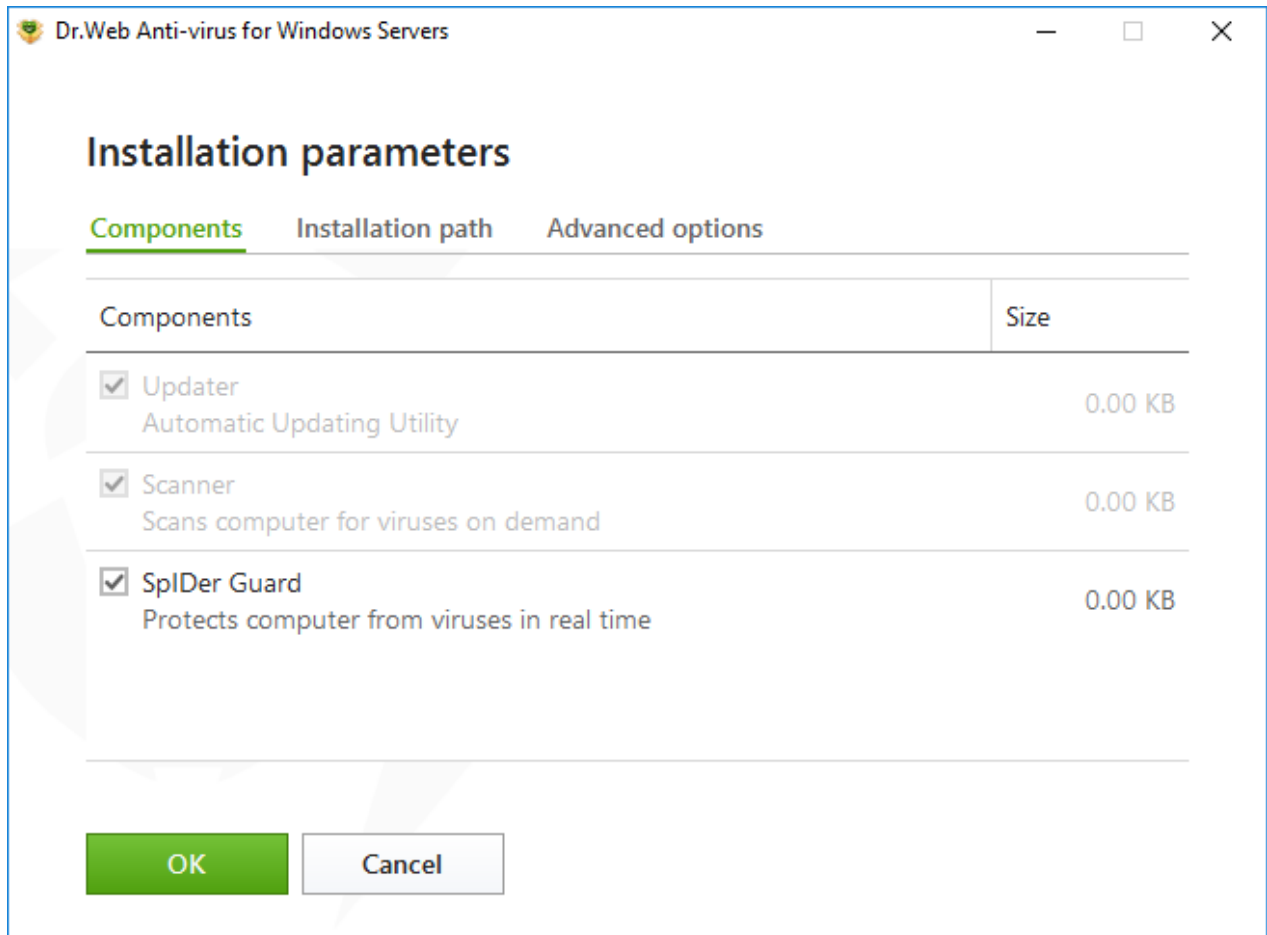 Dr.Web Anti-virus for Windows Servers
Installation parameters
Components Installation path Advanced options
Components Size
Updater
Automatic Updating Utility
0.00 KB
Scanner
Scans computer for viruses on demand
0.00 KB
SpIDer Guard
Protects computer from viruses in real time
0.00 KB
OK Cancel